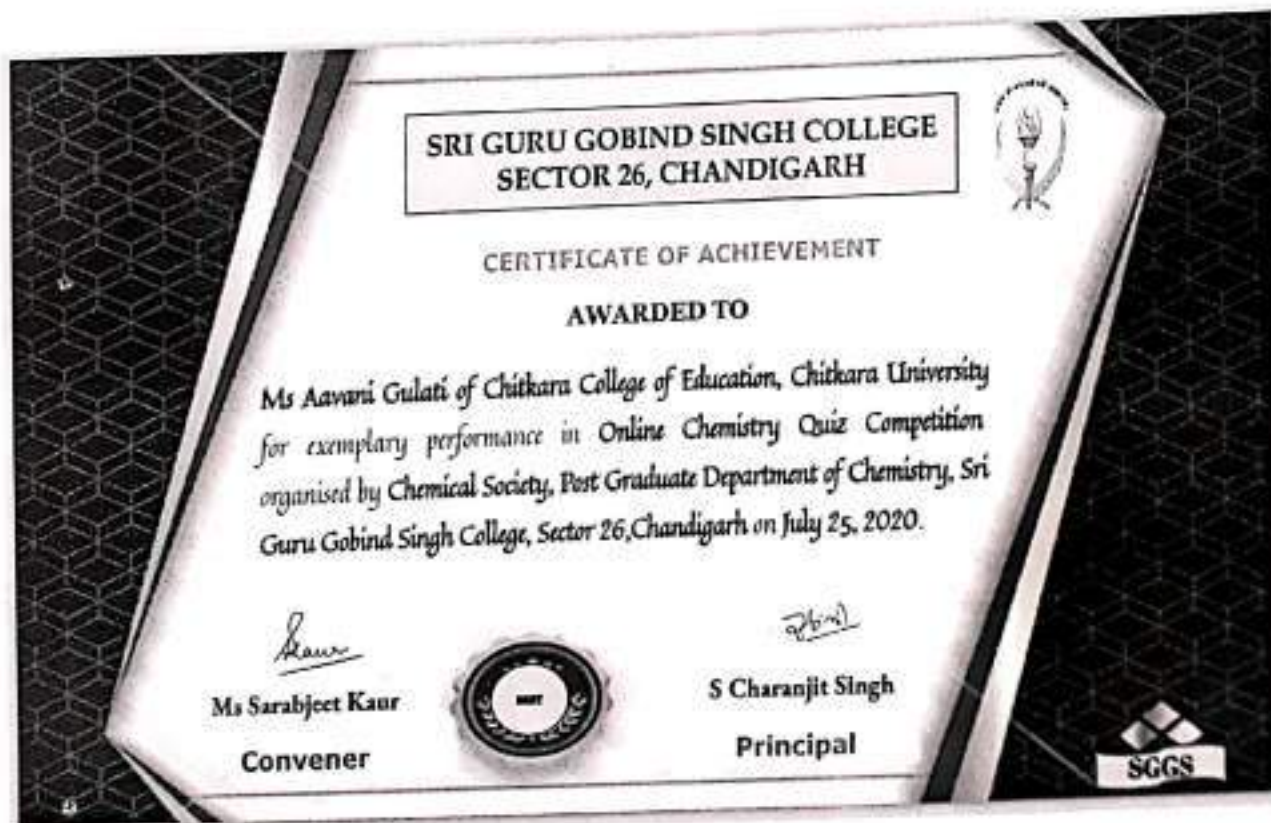 SRI GURU GOBIND SINGH COLLEGE
SECTOR 26, CHANDIGARH
CERTIFICATE OF ACHIEVEMENT
AWARDED TO
Ms Aavani Gulati of Chitkara College of Education, Chitkara University
for exemplary performance in Online Chemistry Quiz Competition
organised by Chemical Society, Post Graduate Department of Chemistry, Sri
Guru Gobind Singh College, Sector 26,Chandigarh on July 25, 2020.
Ms Sarabjeet Kaur
Convener
S Charanjit Singh
Principal
SGGS